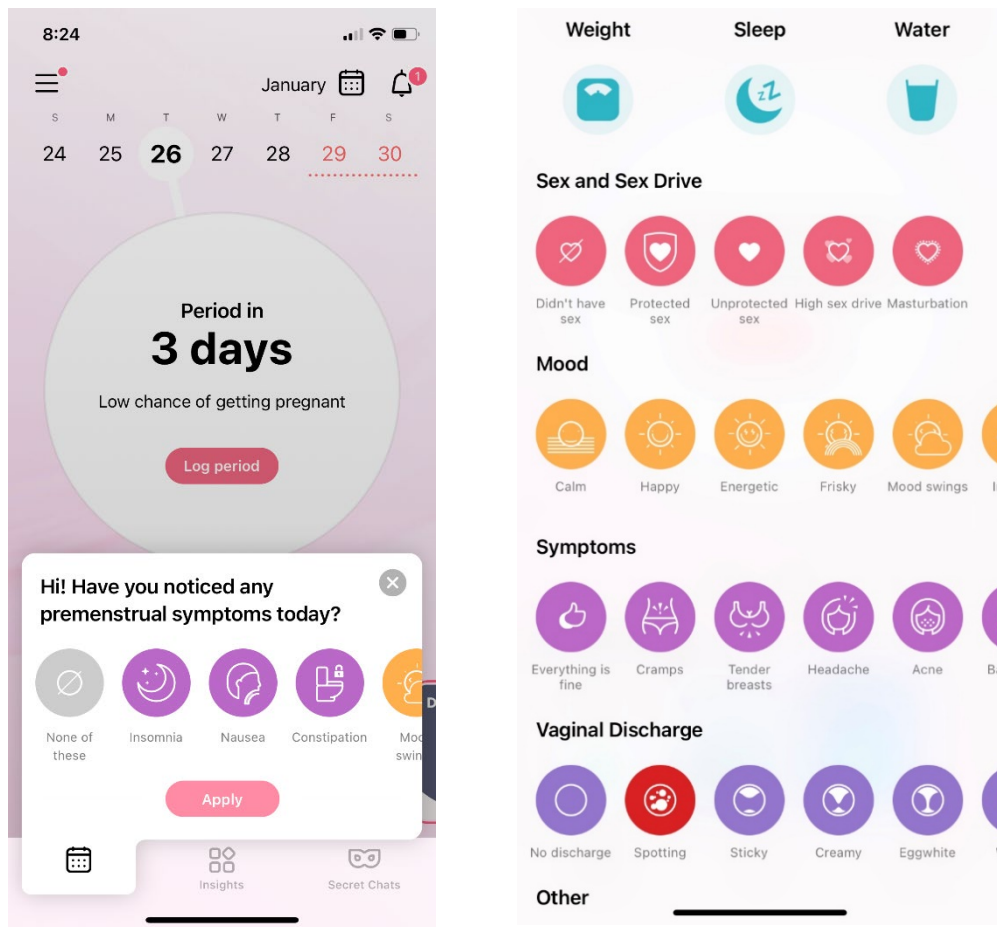 8:24
January
1
S M T W T F S
24 25 26 27 28 29 30
Period in
3 days
Low chance of getting pregnant
Log period
Hi! Have you noticed any
premenstrual symptoms today?
None of these
Insomnia
Nausea
Constipation
Apply
Insights
Secret Chats
Weight Sleep Water
zZ
Sex and Sex Drive
Didn't have sex
Protected sex
Unprotected sex
High sex drive
Masturbation
Mood
Calm Happy Energetic Frisky Mood swings
Symptoms
Everything is fine
Cramps
Tender breasts
Headache
Acne
Vaginal Discharge
No discharge Spotting Sticky Creamy Eggwhite
Other